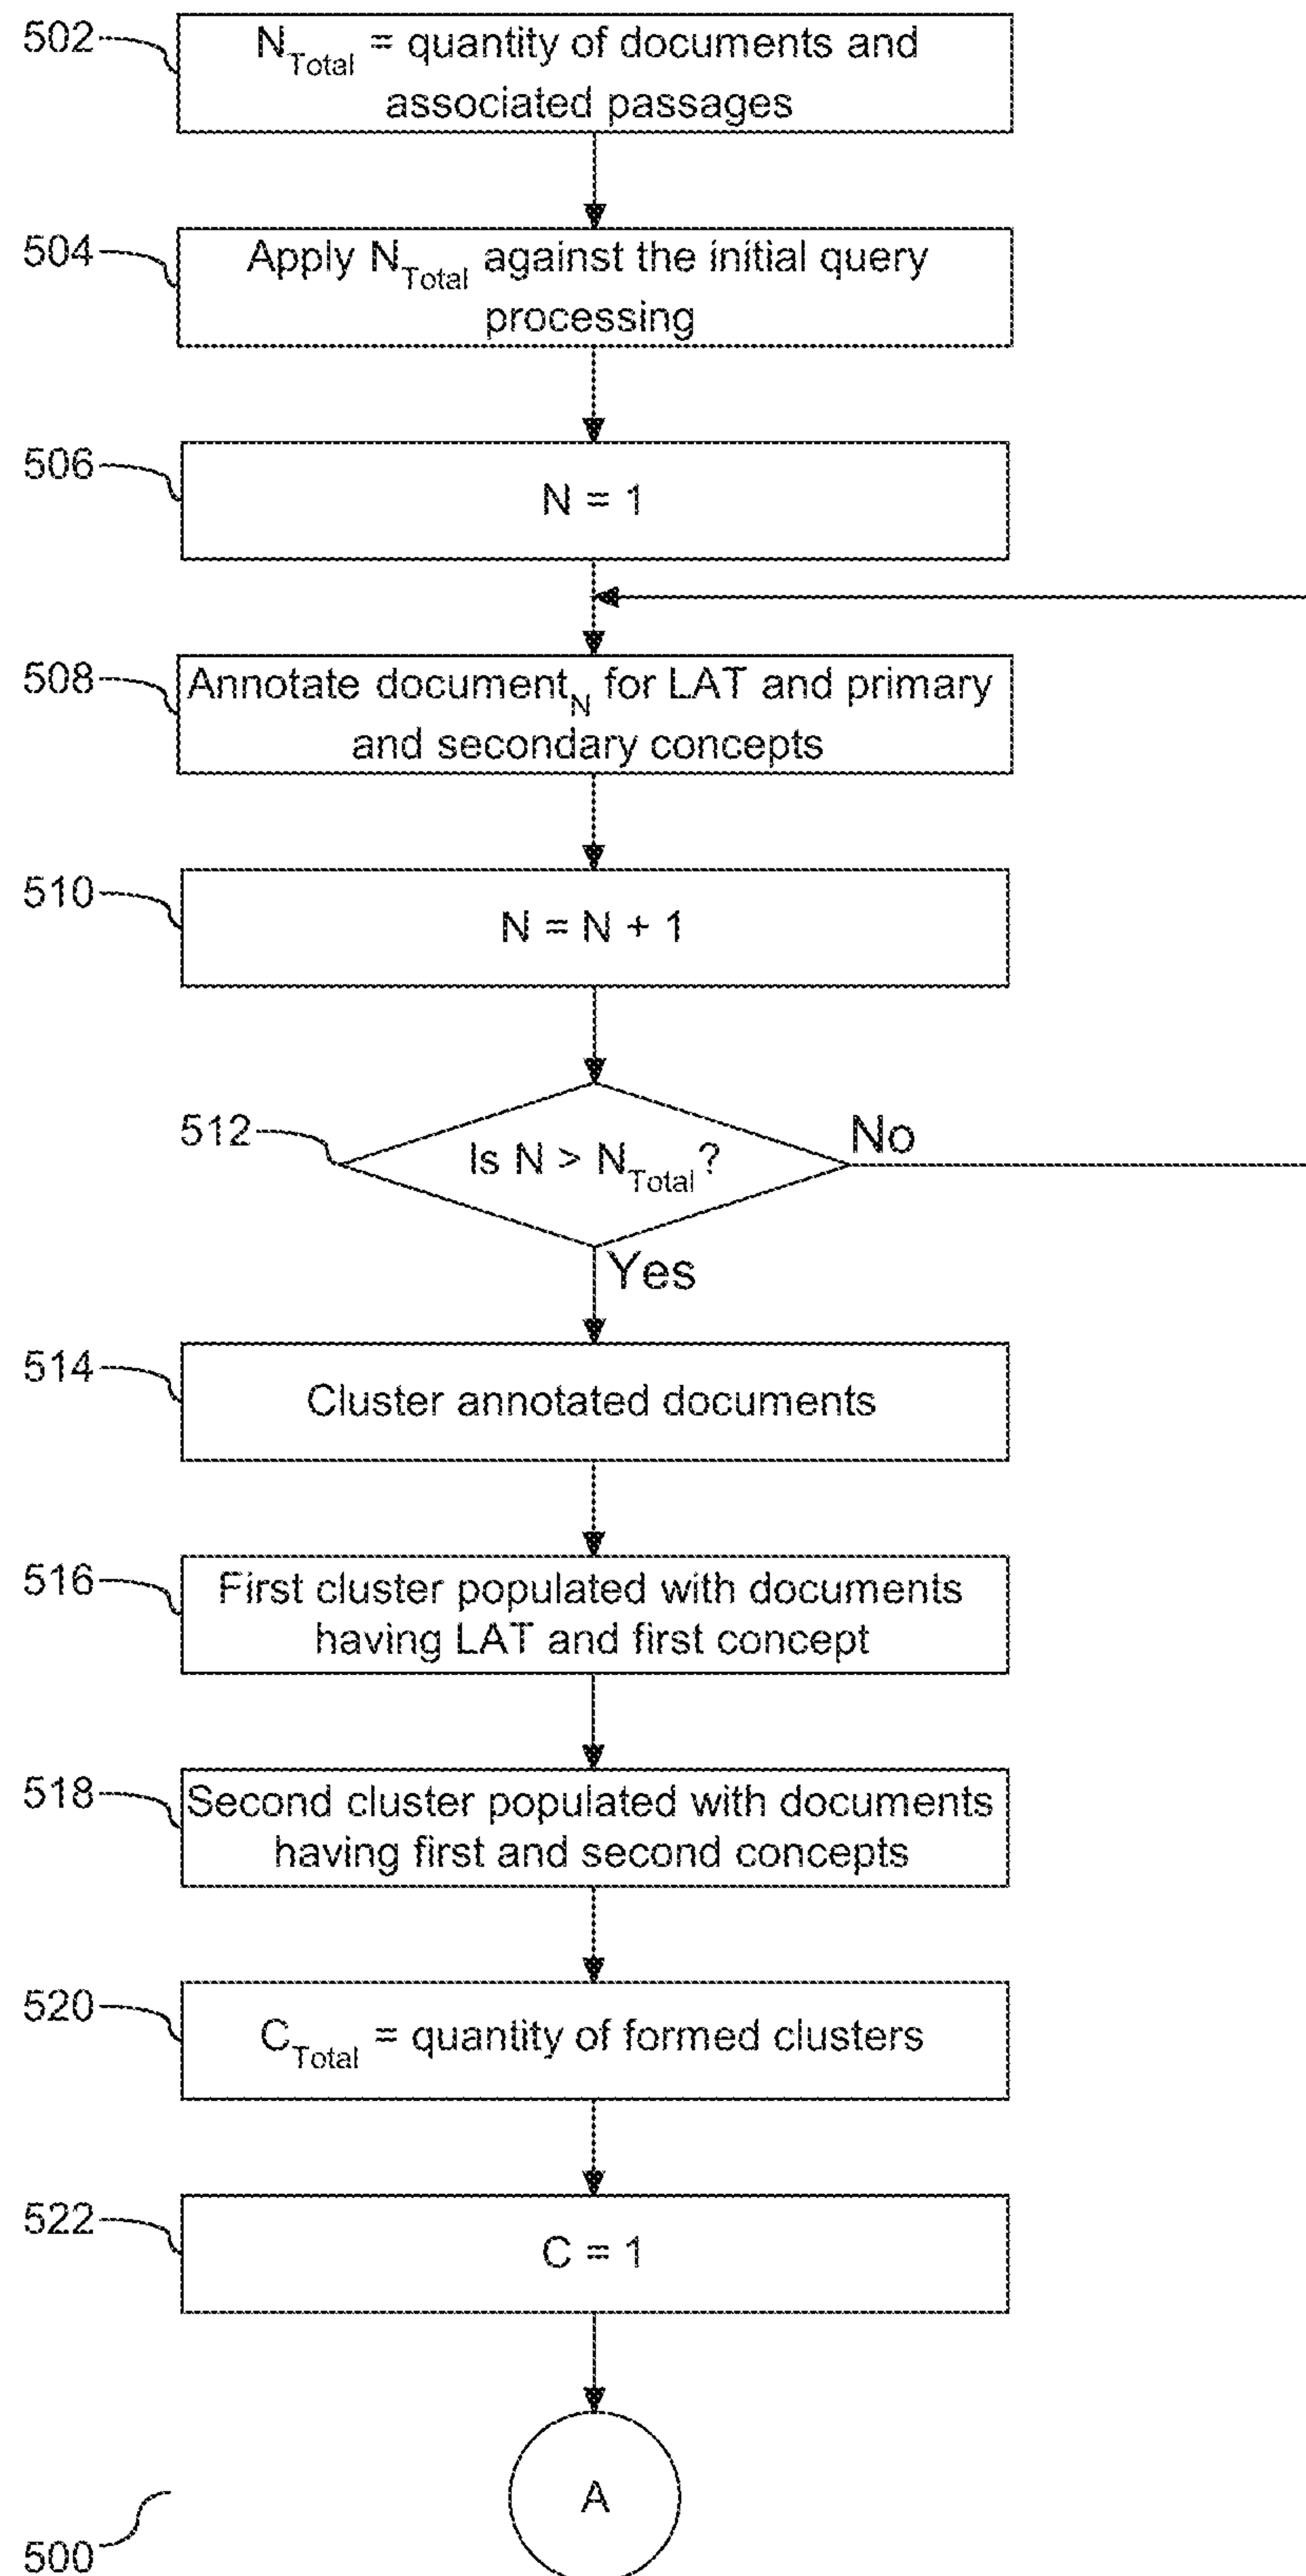 502
N_Total = quantity of documents and
associated passages
504
Apply N_Total against the initial query
processing
506
N = 1
508
Annotate document_N for LAT and primary
and secondary concepts
510
N = N + 1
512
Is N > N_Total?
No
Yes
514
Cluster annotated documents
516
First cluster populated with documents
having LAT and first concept
518
Second cluster populated with documents
having first and second concepts
520
C_Total = quantity of formed clusters
522
C = 1
A
500